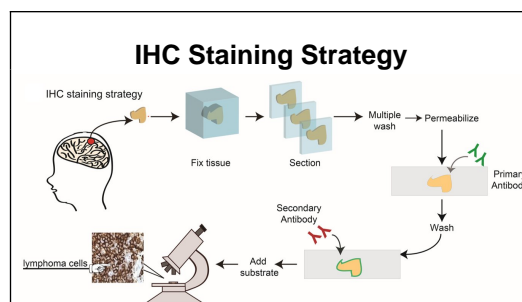 IHC Staining Strategy
IHC staining strategy
Fix tissue
Section
Multiple
wash
Permeabilize
Primary
Antibod
Wash
Secondary
Antibody
Add
substrate
lymphoma cells